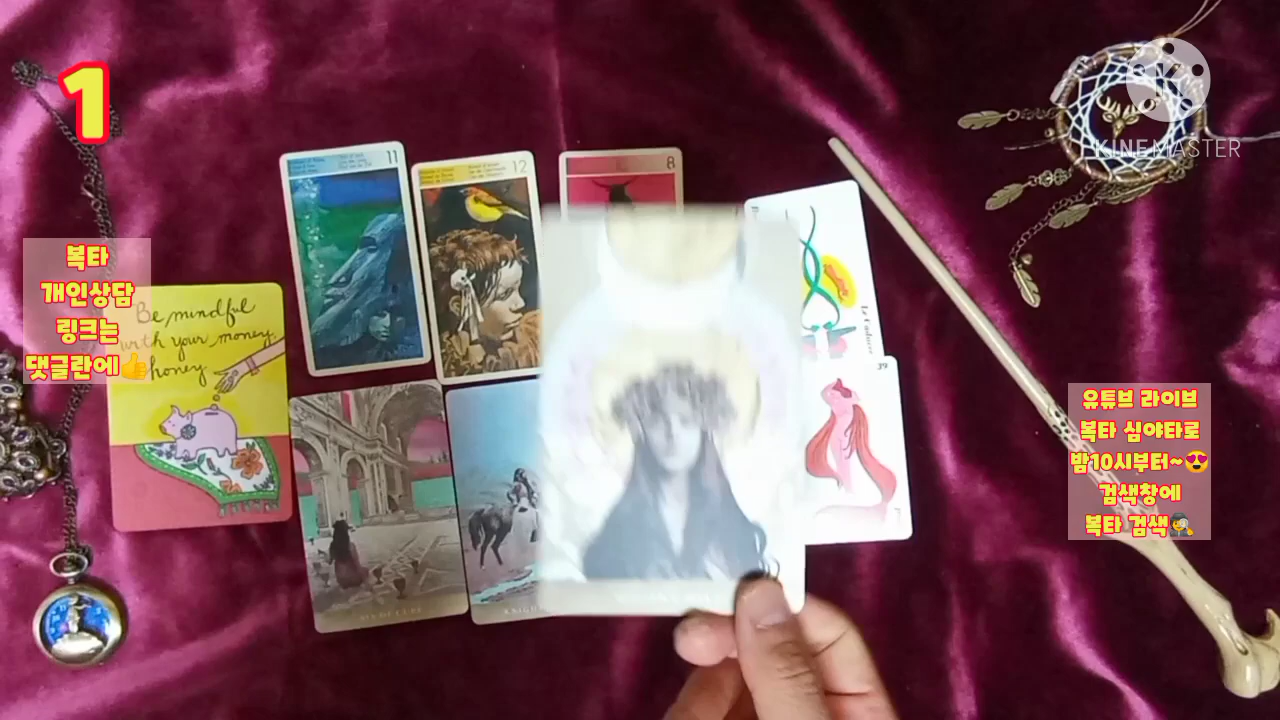 1
KINEMASTER
11
12
8
복타
개인상담
링크는
댓글란에👍
Be mindful
with your money,
honey
39
유튜브 라이브
복타 심야타로
밤10시부터~😍
검색창에
복타 검색🕵️